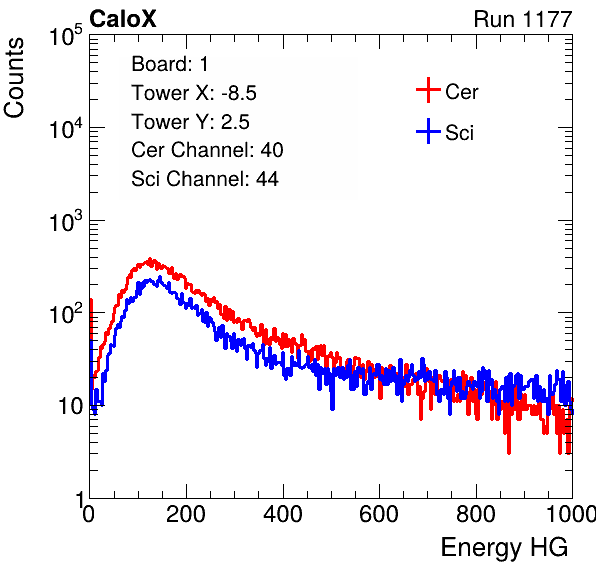 CaloX Run 1177
Counts
10^5
10^4
10^3
10^2
10
1
Board: 1
Tower X: -8.5
Tower Y: 2.5
Cer Channel: 40
Sci Channel: 44
Cer
Sci
0 200 400 600 800 1000
Energy HG